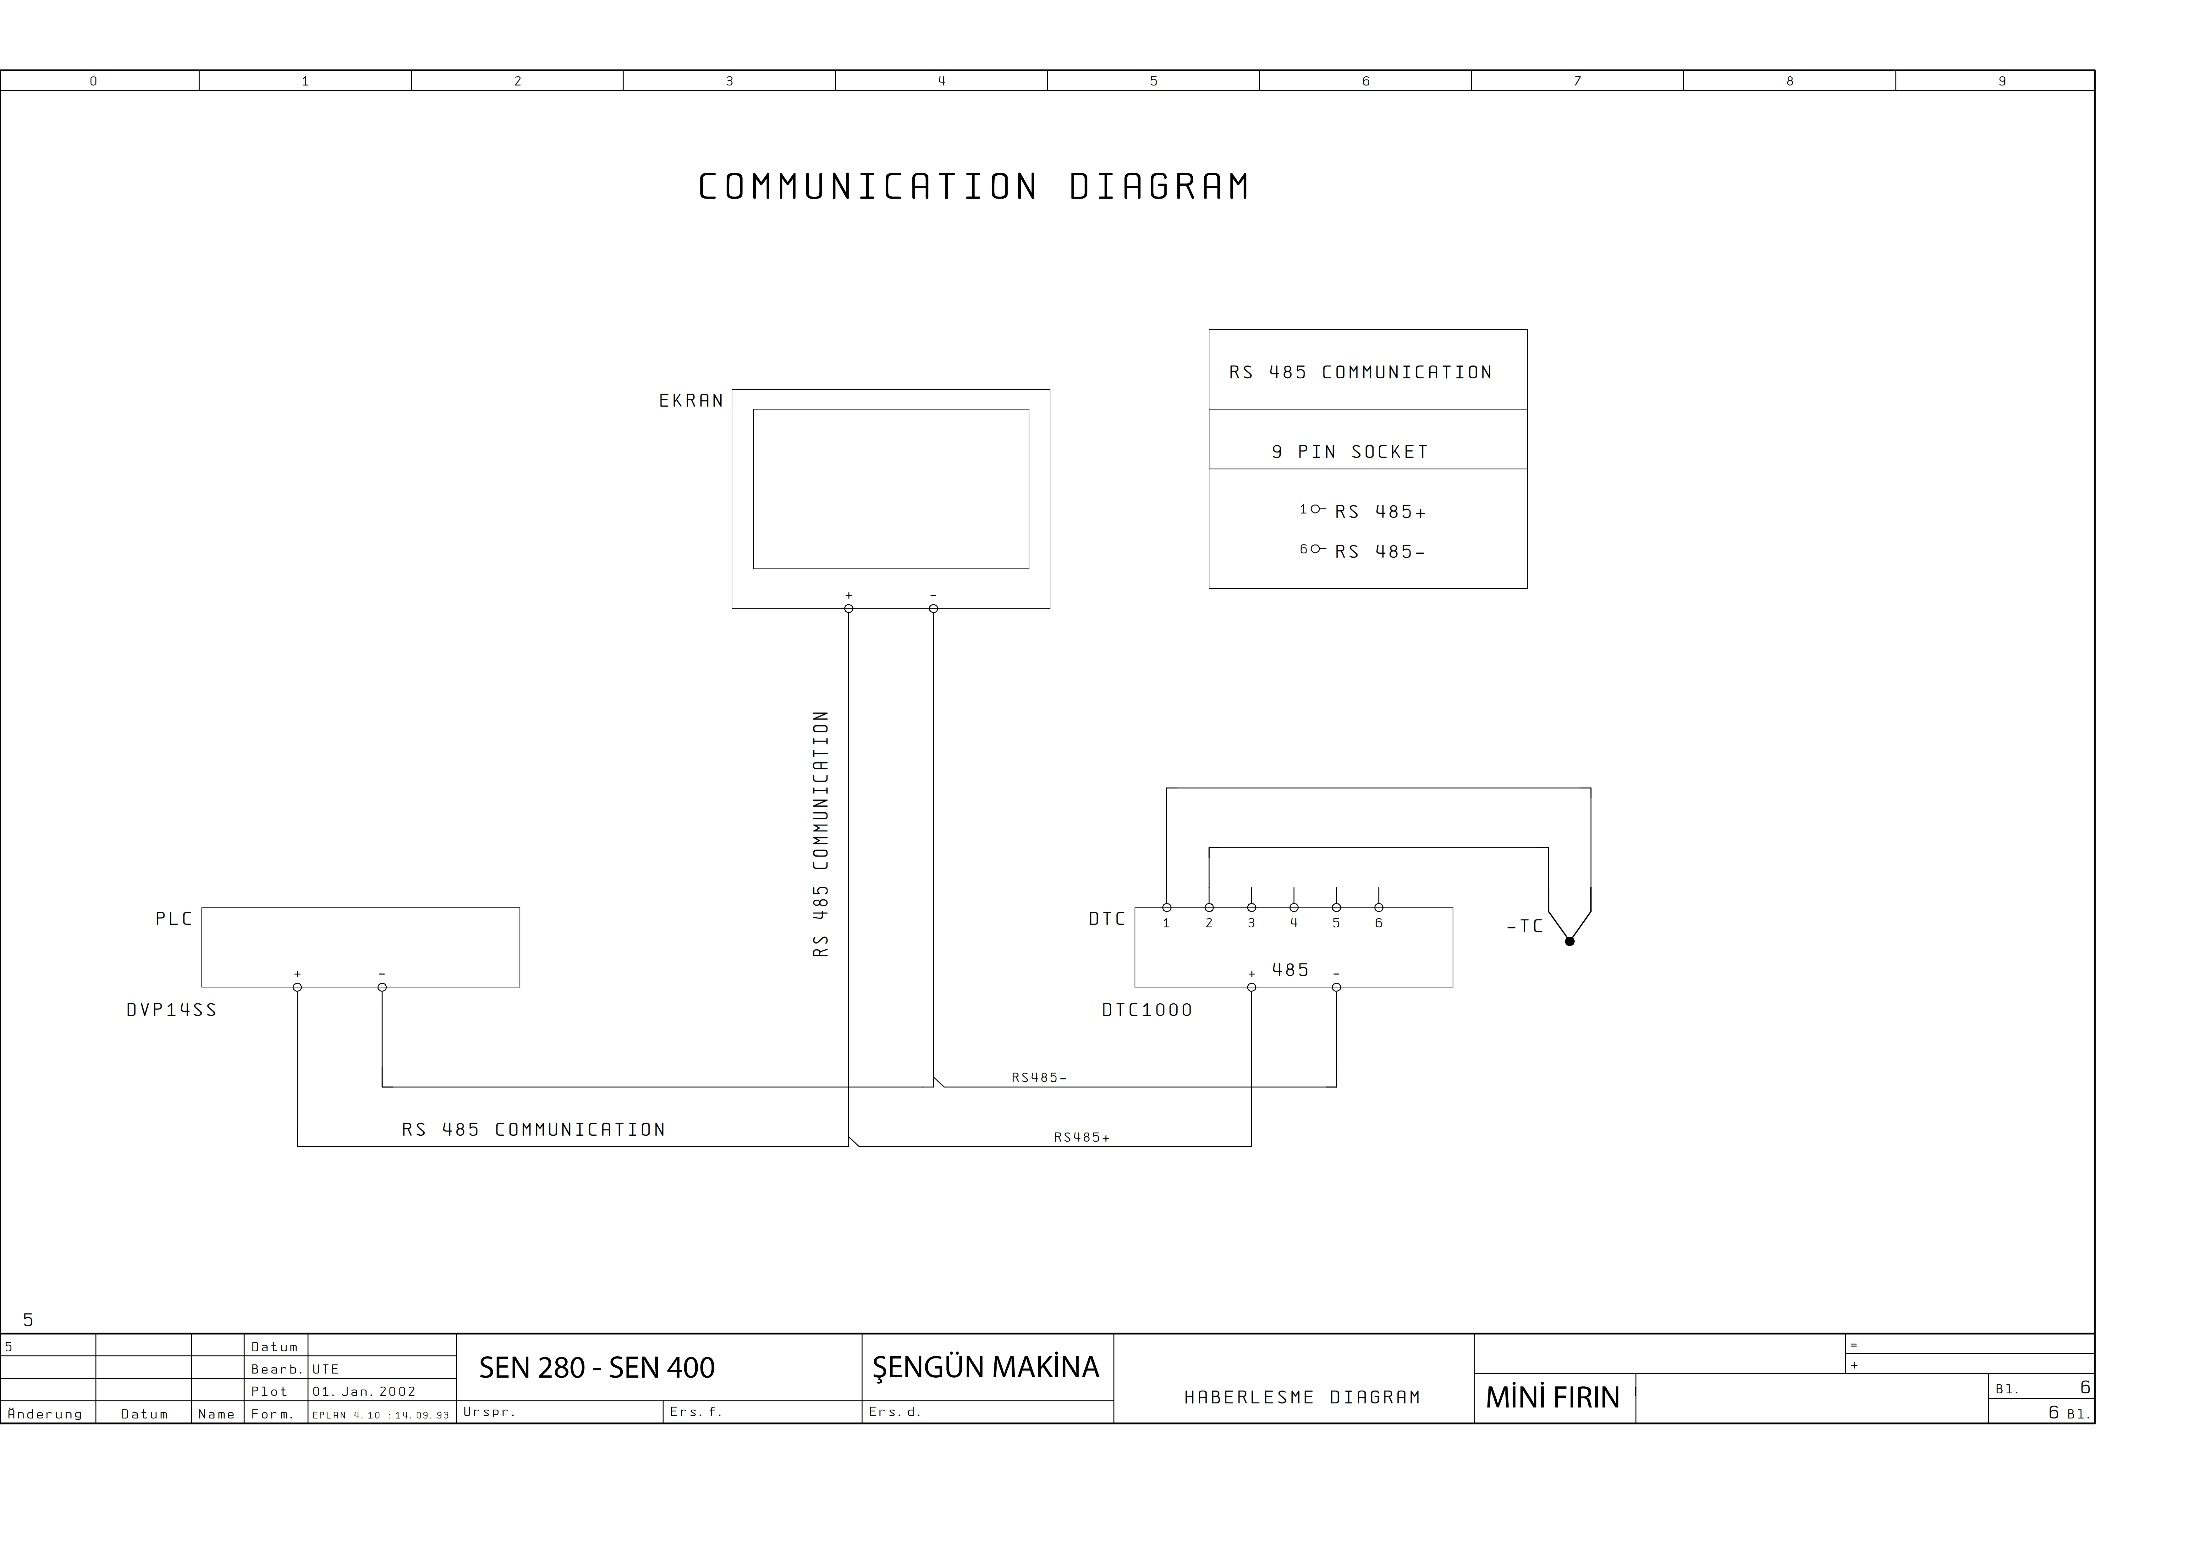 0 1 2 3 4 5 6 7 8 9
COMMUNICATION DIAGRAM
RS 485 COMMUNICATION
9 PIN SOCKET
1 RS 485+
6 RS 485-
EKRAN
+ -
RS 485 COMMUNICATION
PLC
+ -
DVP14SS
DTC
1 2 3 4 5 6
-TC
+ 485 -
DTC1000
RS485-
RS 485 COMMUNICATION
RS485+
5
5
Datum
Bearb. UTE
Plot 01. Jan. 2002
Änderung Datum Name Form. EPLAN 4.10 :14.09.93
SEN 280 - SEN 400
Urspr. Ers. f.
ŞENGÜN MAKİNA
Ers. d.
HABERLESME DIAGRAM
MİNİ FIRIN
=
+
Bl. 6
6 Bl.